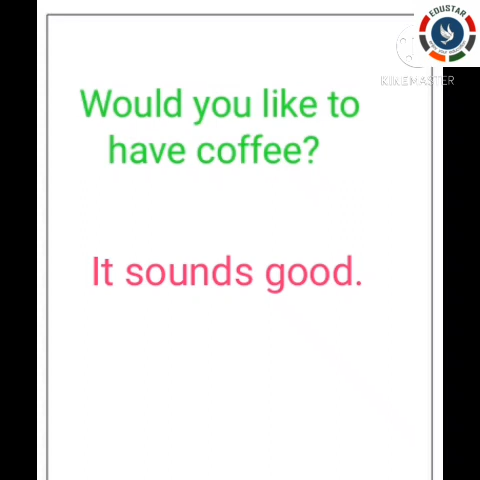 EDUSTAR
KINEMASTER
Would you like to
have coffee?
It sounds good.